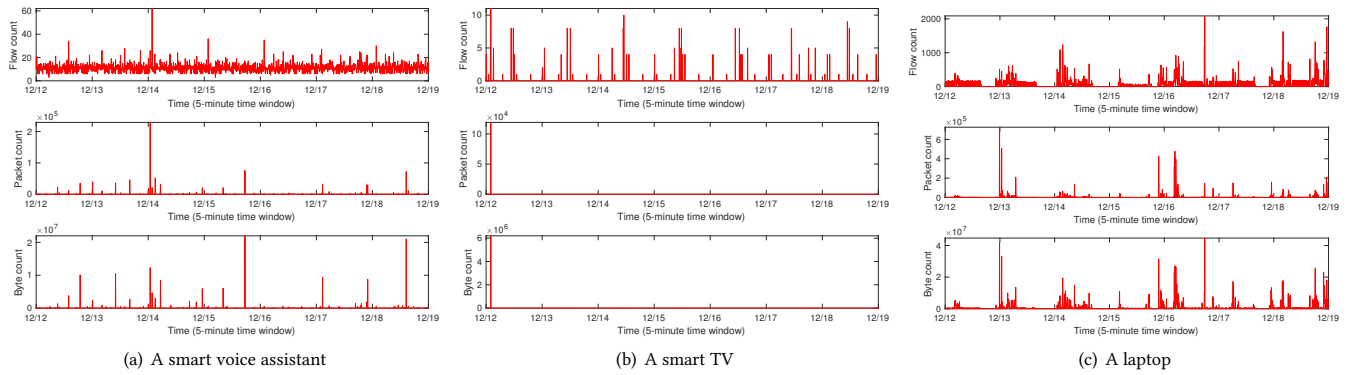 60
40
20
0
Flow count
12/12 12/13 12/14 12/15 12/16 12/17 12/18 12/19
Time (5-minute time window)
×10⁵
2
1
0
Packet count
12/12 12/13 12/14 12/15 12/16 12/17 12/18 12/19
Time (5-minute time window)
×10⁷
2
1
0
Byte count
12/12 12/13 12/14 12/15 12/16 12/17 12/18 12/19
Time (5-minute time window)
(a) A smart voice assistant
10
5
0
Flow count
12/12 12/13 12/14 12/15 12/16 12/17 12/18 12/19
Time (5-minute time window)
×10⁴
10
5
0
Packet count
12/12 12/13 12/14 12/15 12/16 12/17 12/18 12/19
Time (5-minute time window)
×10⁶
6
4
2
0
Byte count
12/12 12/13 12/14 12/15 12/16 12/17 12/18 12/19
Time (5-minute time window)
(b) A smart TV
2000
1000
0
Flow count
12/12 12/13 12/14 12/15 12/16 12/17 12/18 12/19
Time (5-minute time window)
×10⁵
6
4
2
0
Packet count
12/12 12/13 12/14 12/15 12/16 12/17 12/18 12/19
Time (5-minute time window)
×10⁷
4
2
0
Byte count
12/12 12/13 12/14 12/15 12/16 12/17 12/18 12/19
Time (5-minute time window)
(c) A laptop